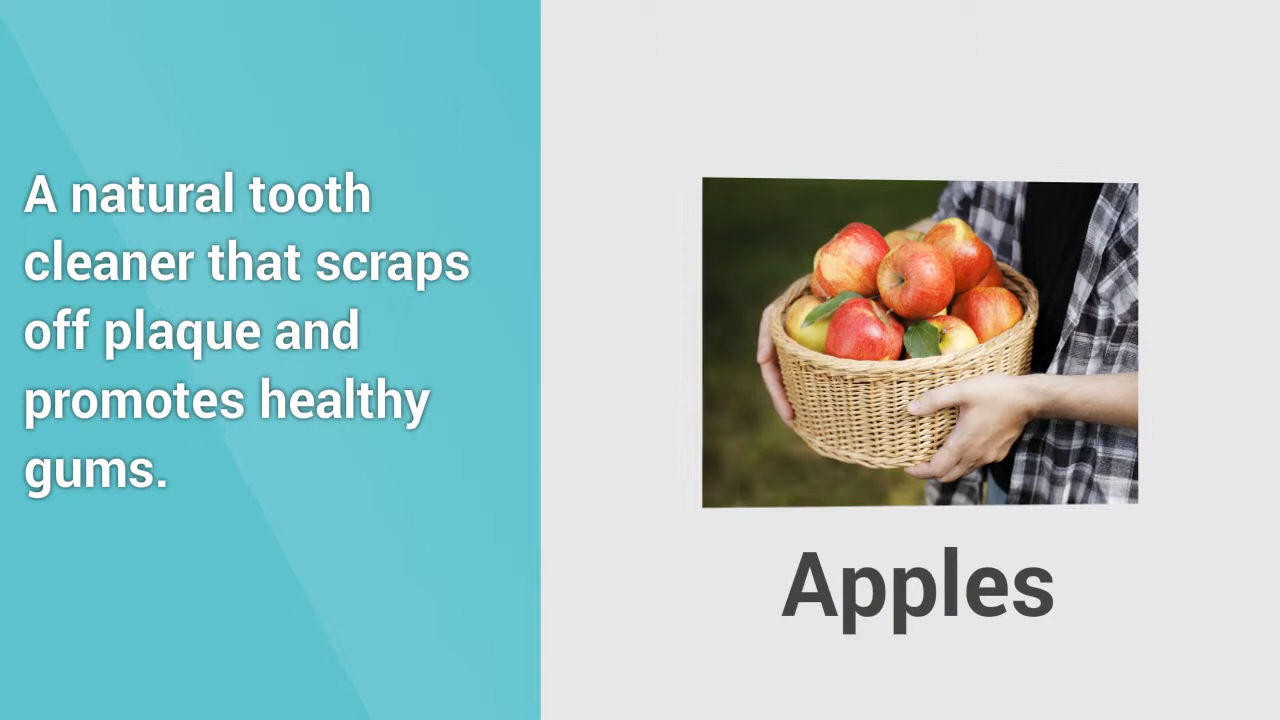 A natural tooth
cleaner that scraps
off plaque and
promotes healthy
gums.
Apples